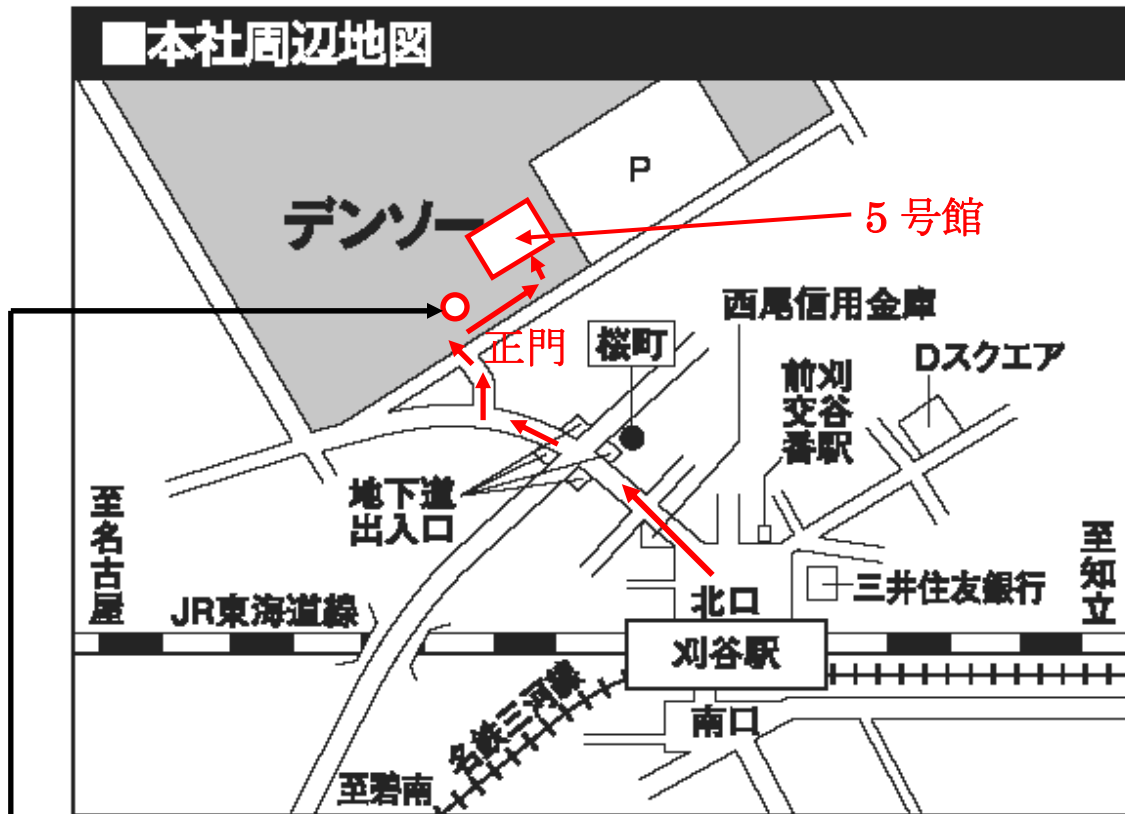 ■本社周辺地図
P
デンソー
5 号館
西尾信用金庫
正門
桜町
Dスクエア
刈谷駅
前交番
地下道
出入口
至名古屋
至知立
JR東海道線
北口
三井住友銀行
刈谷駅
名鉄三河線
南口
至碧南